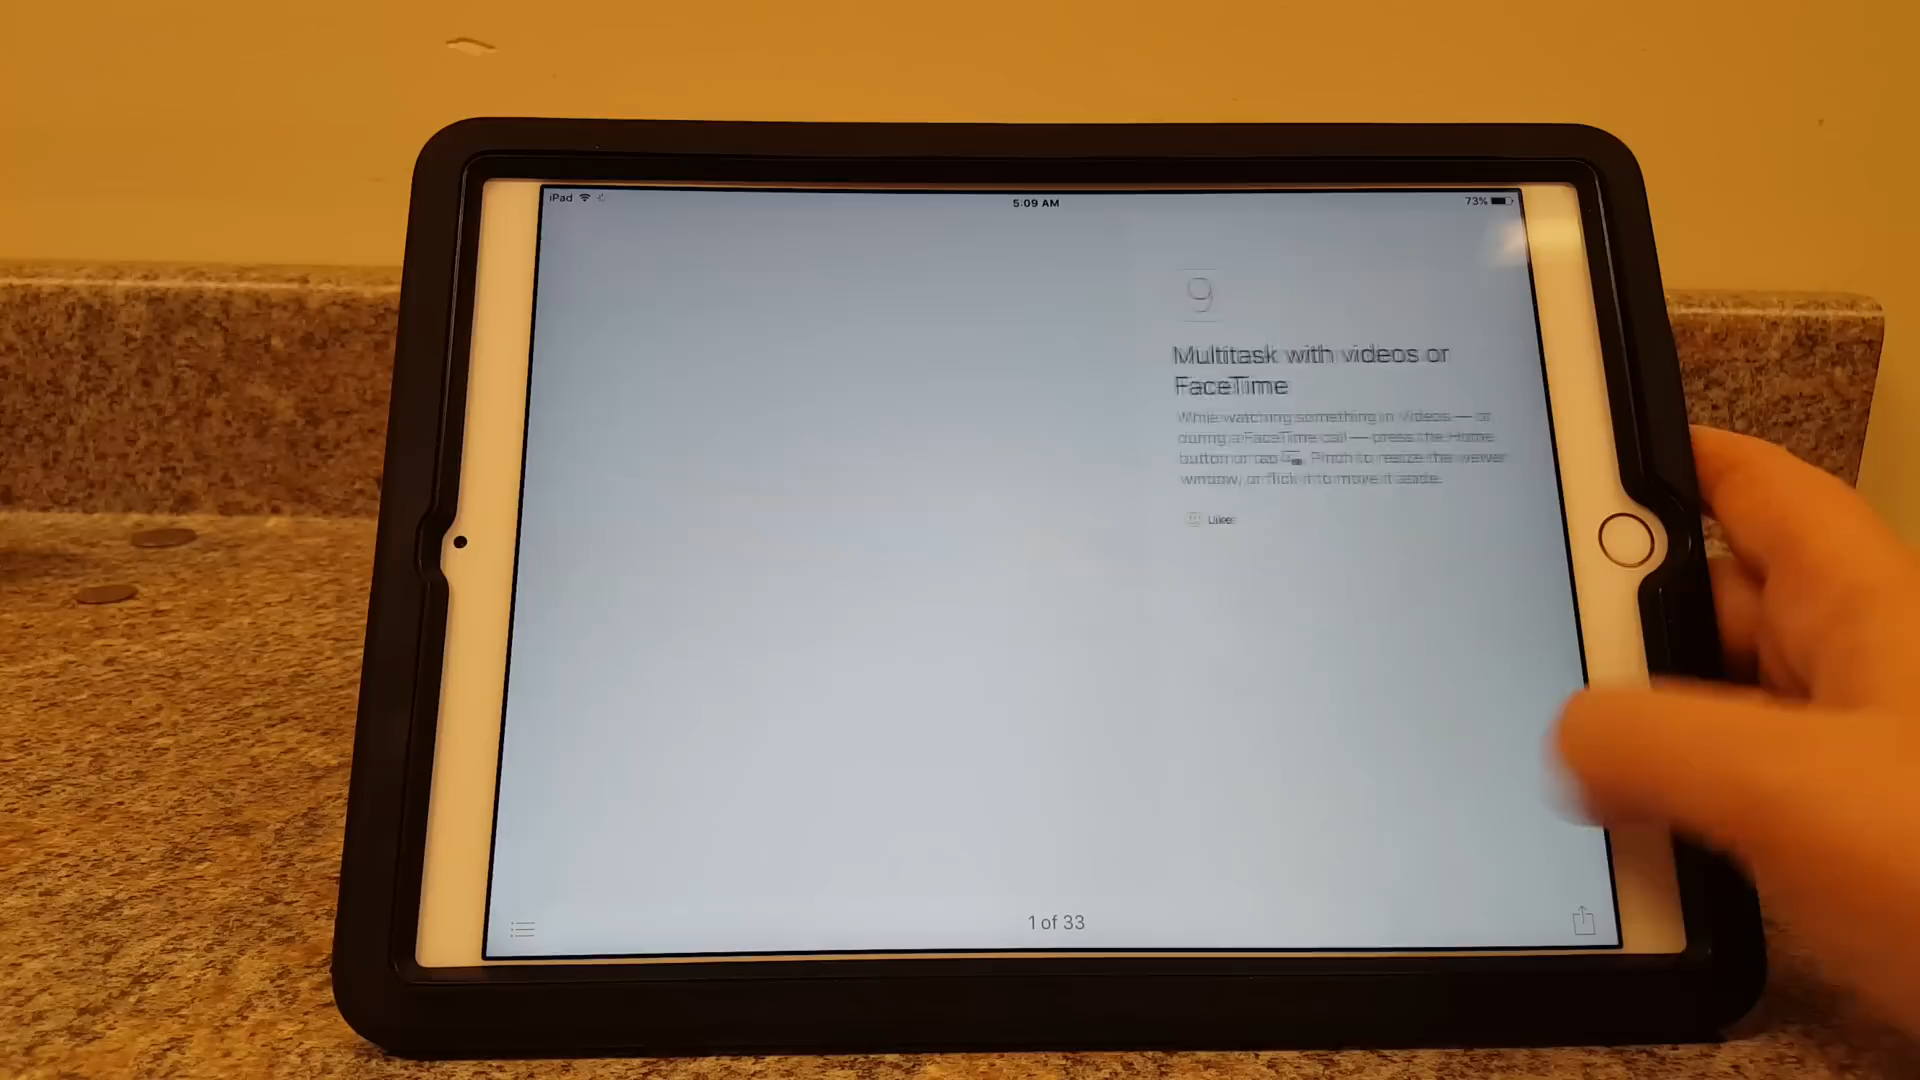 iPad
5:09 AM
73%
9
Multitask with videos or
FaceTime
While watching something in Videos — or
during a FaceTime call — press the Home
button or tap . Pinch to resize the viewer
window, or flick it to move it aside.
Like
1 of 33